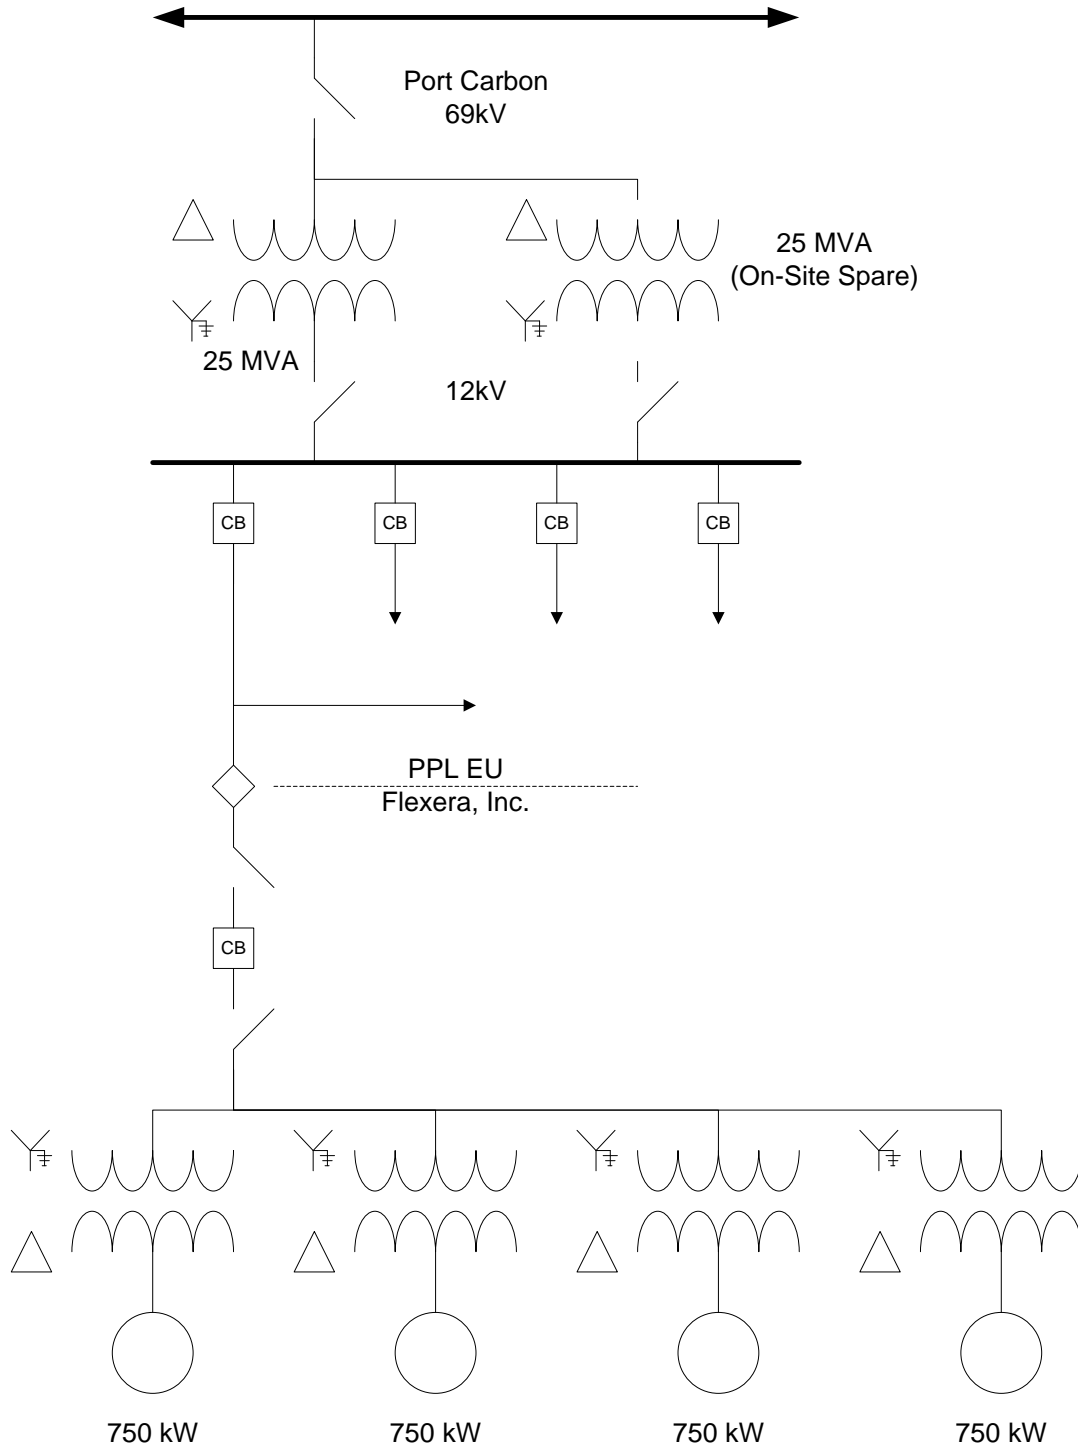 Port Carbon
69kV
25 MVA
(On-Site Spare)
25 MVA
12kV
CB
CB
CB
CB
PPL EU
Flexera, Inc.
CB
750 kW
750 kW
750 kW
750 kW